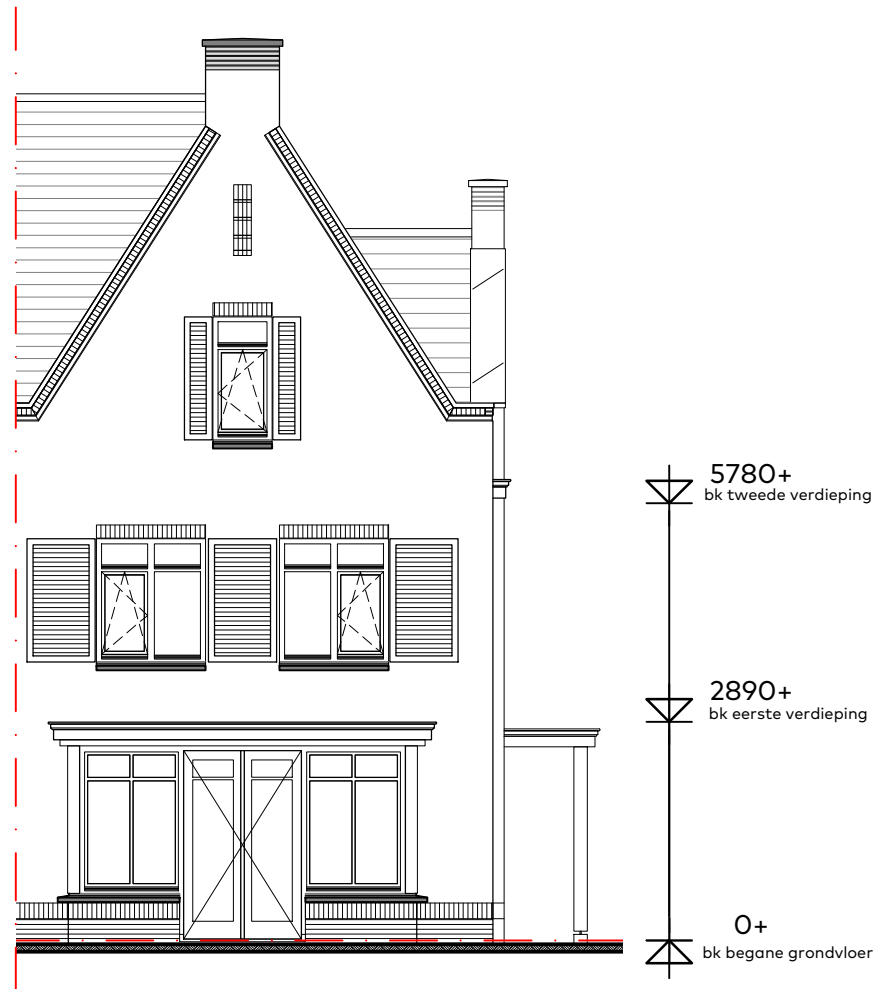 5780+
bk tweede verdieping
2890+
bk eerste verdieping
0+
bk begane grondvloer